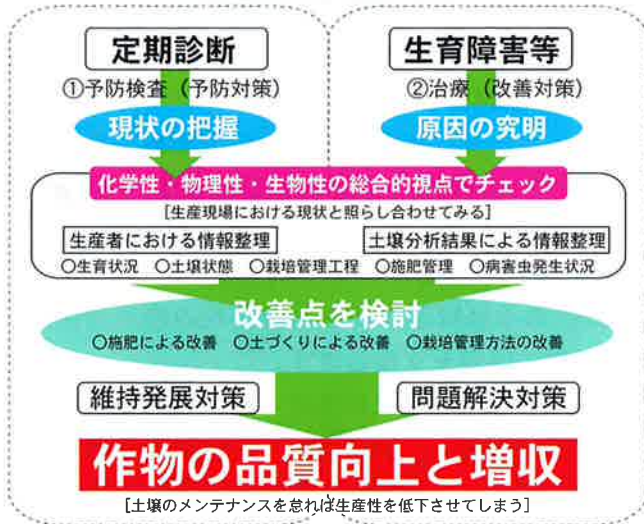 定期診断
生育障害等
①予防検査(予防対策)
②治療(改善対策)
現状の把握
原因の究明
化学性・物理性・生物性の総合的視点でチェック
[生産現場における現状と照らし合わせてみる]
生産者における情報整理
土壌分析結果による情報整理
○生育状況 ○土壌状態 ○栽培管理工程 ○施肥管理 ○病害虫発生状況
改善点を検討
○施肥による改善 ○土づくりによる改善 ○栽培管理方法の改善
維持発展対策
問題解決対策
作物の品質向上と増収
[土壌のメンテナンスを怠れば生産性を低下させてしまう]